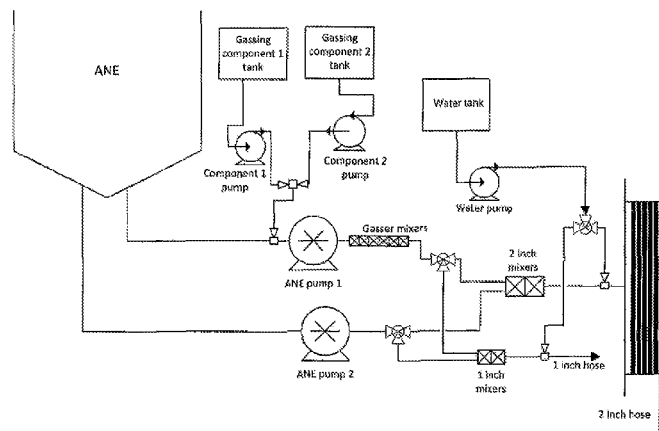 ANE
Gassing
component 1
tank
Gassing
component 2
tank
Water tank
Component 1
pump
Component 2
pump
Water pump
Gasser mixers
ANE pump 1
2 inch
mixers
ANE pump 2
1 inch
mixers
1 inch hose
2 inch hose